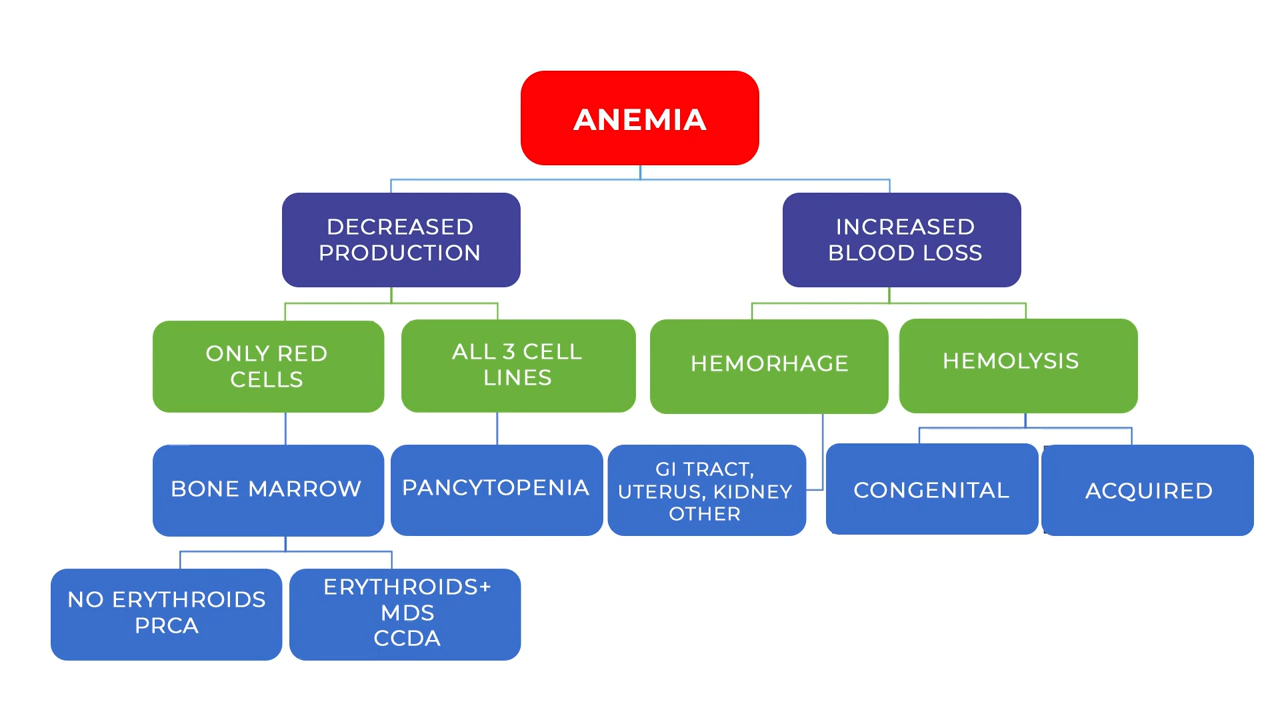 ANEMIA
DECREASED
PRODUCTION
INCREASED
BLOOD LOSS
ONLY RED
CELLS
ALL 3 CELL
LINES
HEMORHAGE
HEMOLYSIS
BONE MARROW
PANCYTOPENIA
GI TRACT,
UTERUS, KIDNEY
OTHER
CONGENITAL
ACQUIRED
NO ERYTHROIDS
PRCA
ERYTHROIDS+
MDS
CCDA